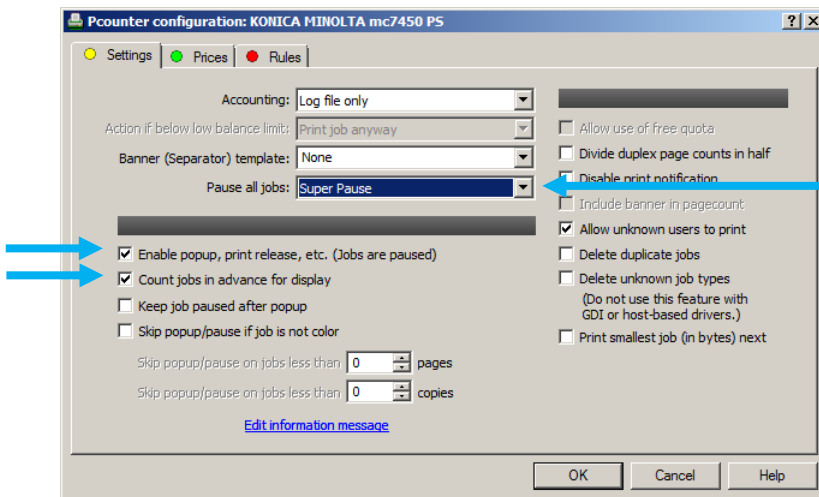 Pcounter configuration: KONICA MINOLTA mc7450 PS
Settings Prices Rules
Accounting: Log file only
Action if below low balance limit: Print job anyway
Banner (Separator) template: None
Pause all jobs: Super Pause
Enable popup, print release, etc. (Jobs are paused)
Count jobs in advance for display
Keep job paused after popup
Skip popup/pause if job is not color
Skip popup/pause on jobs less than 0 pages
Skip popup/pause on jobs less than 0 copies
Edit information message
Allow use of free quota
Divide duplex page counts in half
Disable print notification
Include banner in pagecount
Allow unknown users to print
Delete duplicate jobs
Delete unknown job types
(Do not use this feature with
GDI or host-based drivers.)
Print smallest job (in bytes) next
OK Cancel Help